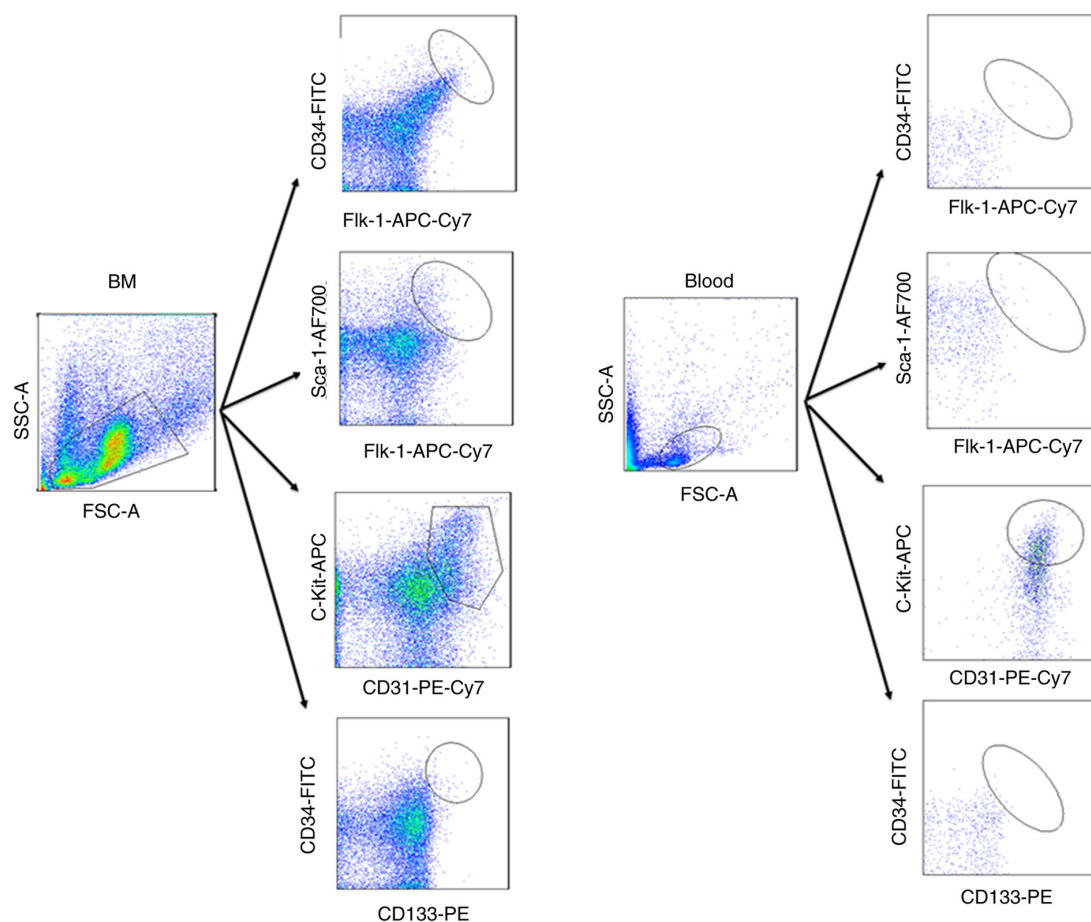 BM
SSC-A
FSC-A
CD34-FITC
Flk-1-APC-Cy7
Sca-1-AF700
Flk-1-APC-Cy7
C-Kit-APC
CD31-PE-Cy7
CD34-FITC
CD133-PE
Blood
SSC-A
FSC-A
CD34-FITC
Flk-1-APC-Cy7
Sca-1-AF700
Flk-1-APC-Cy7
C-Kit-APC
CD31-PE-Cy7
CD34-FITC
CD133-PE